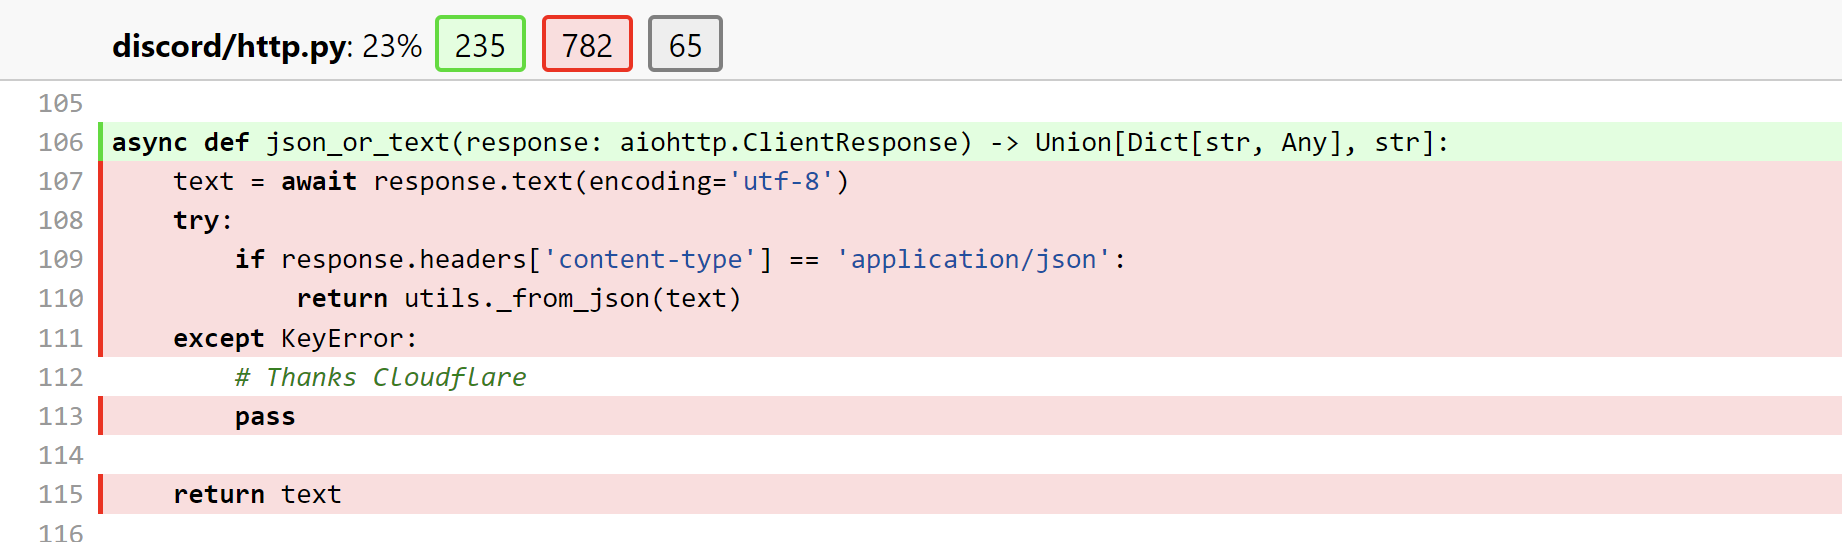 discord/http.py: 23% 235 782 65
105
106 async def json_or_text(response: aiohttp.ClientResponse) -> Union[Dict[str, Any], str]:
107     text = await response.text(encoding='utf-8')
108     try:
109         if response.headers['content-type'] == 'application/json':
110             return utils._from_json(text)
111     except KeyError:
112         # Thanks Cloudflare
113         pass
114
115     return text
116